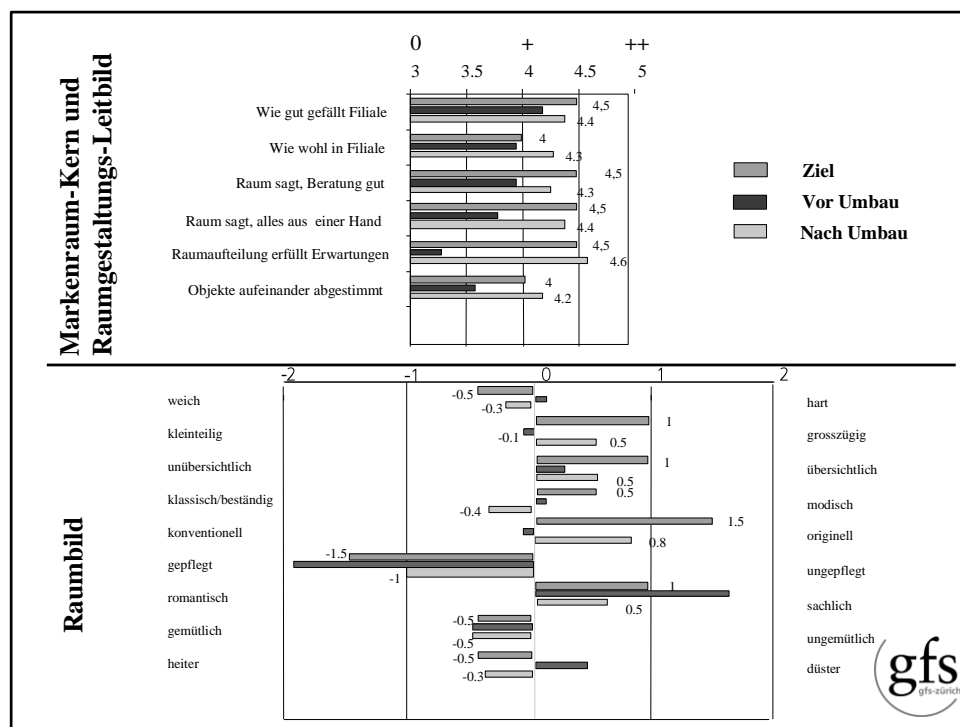 0 + ++
3 3.5 4 4.5 5
Markenraum-Kern und
Raumgestaltungs-Leitbild
Wie gut gefällt Filiale
4,5
4.4
Wie wohl in Filiale
4
4.3
Raum sagt, Beratung gut
4,5
4.3
Raum sagt, alles aus einer Hand
4,5
4.4
Raumaufteilung erfüllt Erwartungen
4,5
4.6
Objekte aufeinander abgestimmt
4
4.2
Ziel
Vor Umbau
Nach Umbau
Raumbild
-2 -1 0 1 2
weich -0.5 -0.3 hart
kleinteilig 1 -0.1 0.5 grosszügig
unübersichtlich 1 0.5 übersichtlich
klassisch/beständig 0.5 -0.4 modisch
konventionell 1.5 0.8 originell
gepflegt -1.5 -1 ungepflegt
romantisch 1 0.5 sachlich
gemütlich -0.5 -0.5 ungemütlich
heiter -0.5 -0.3 düster
gfs
gfs-zürich